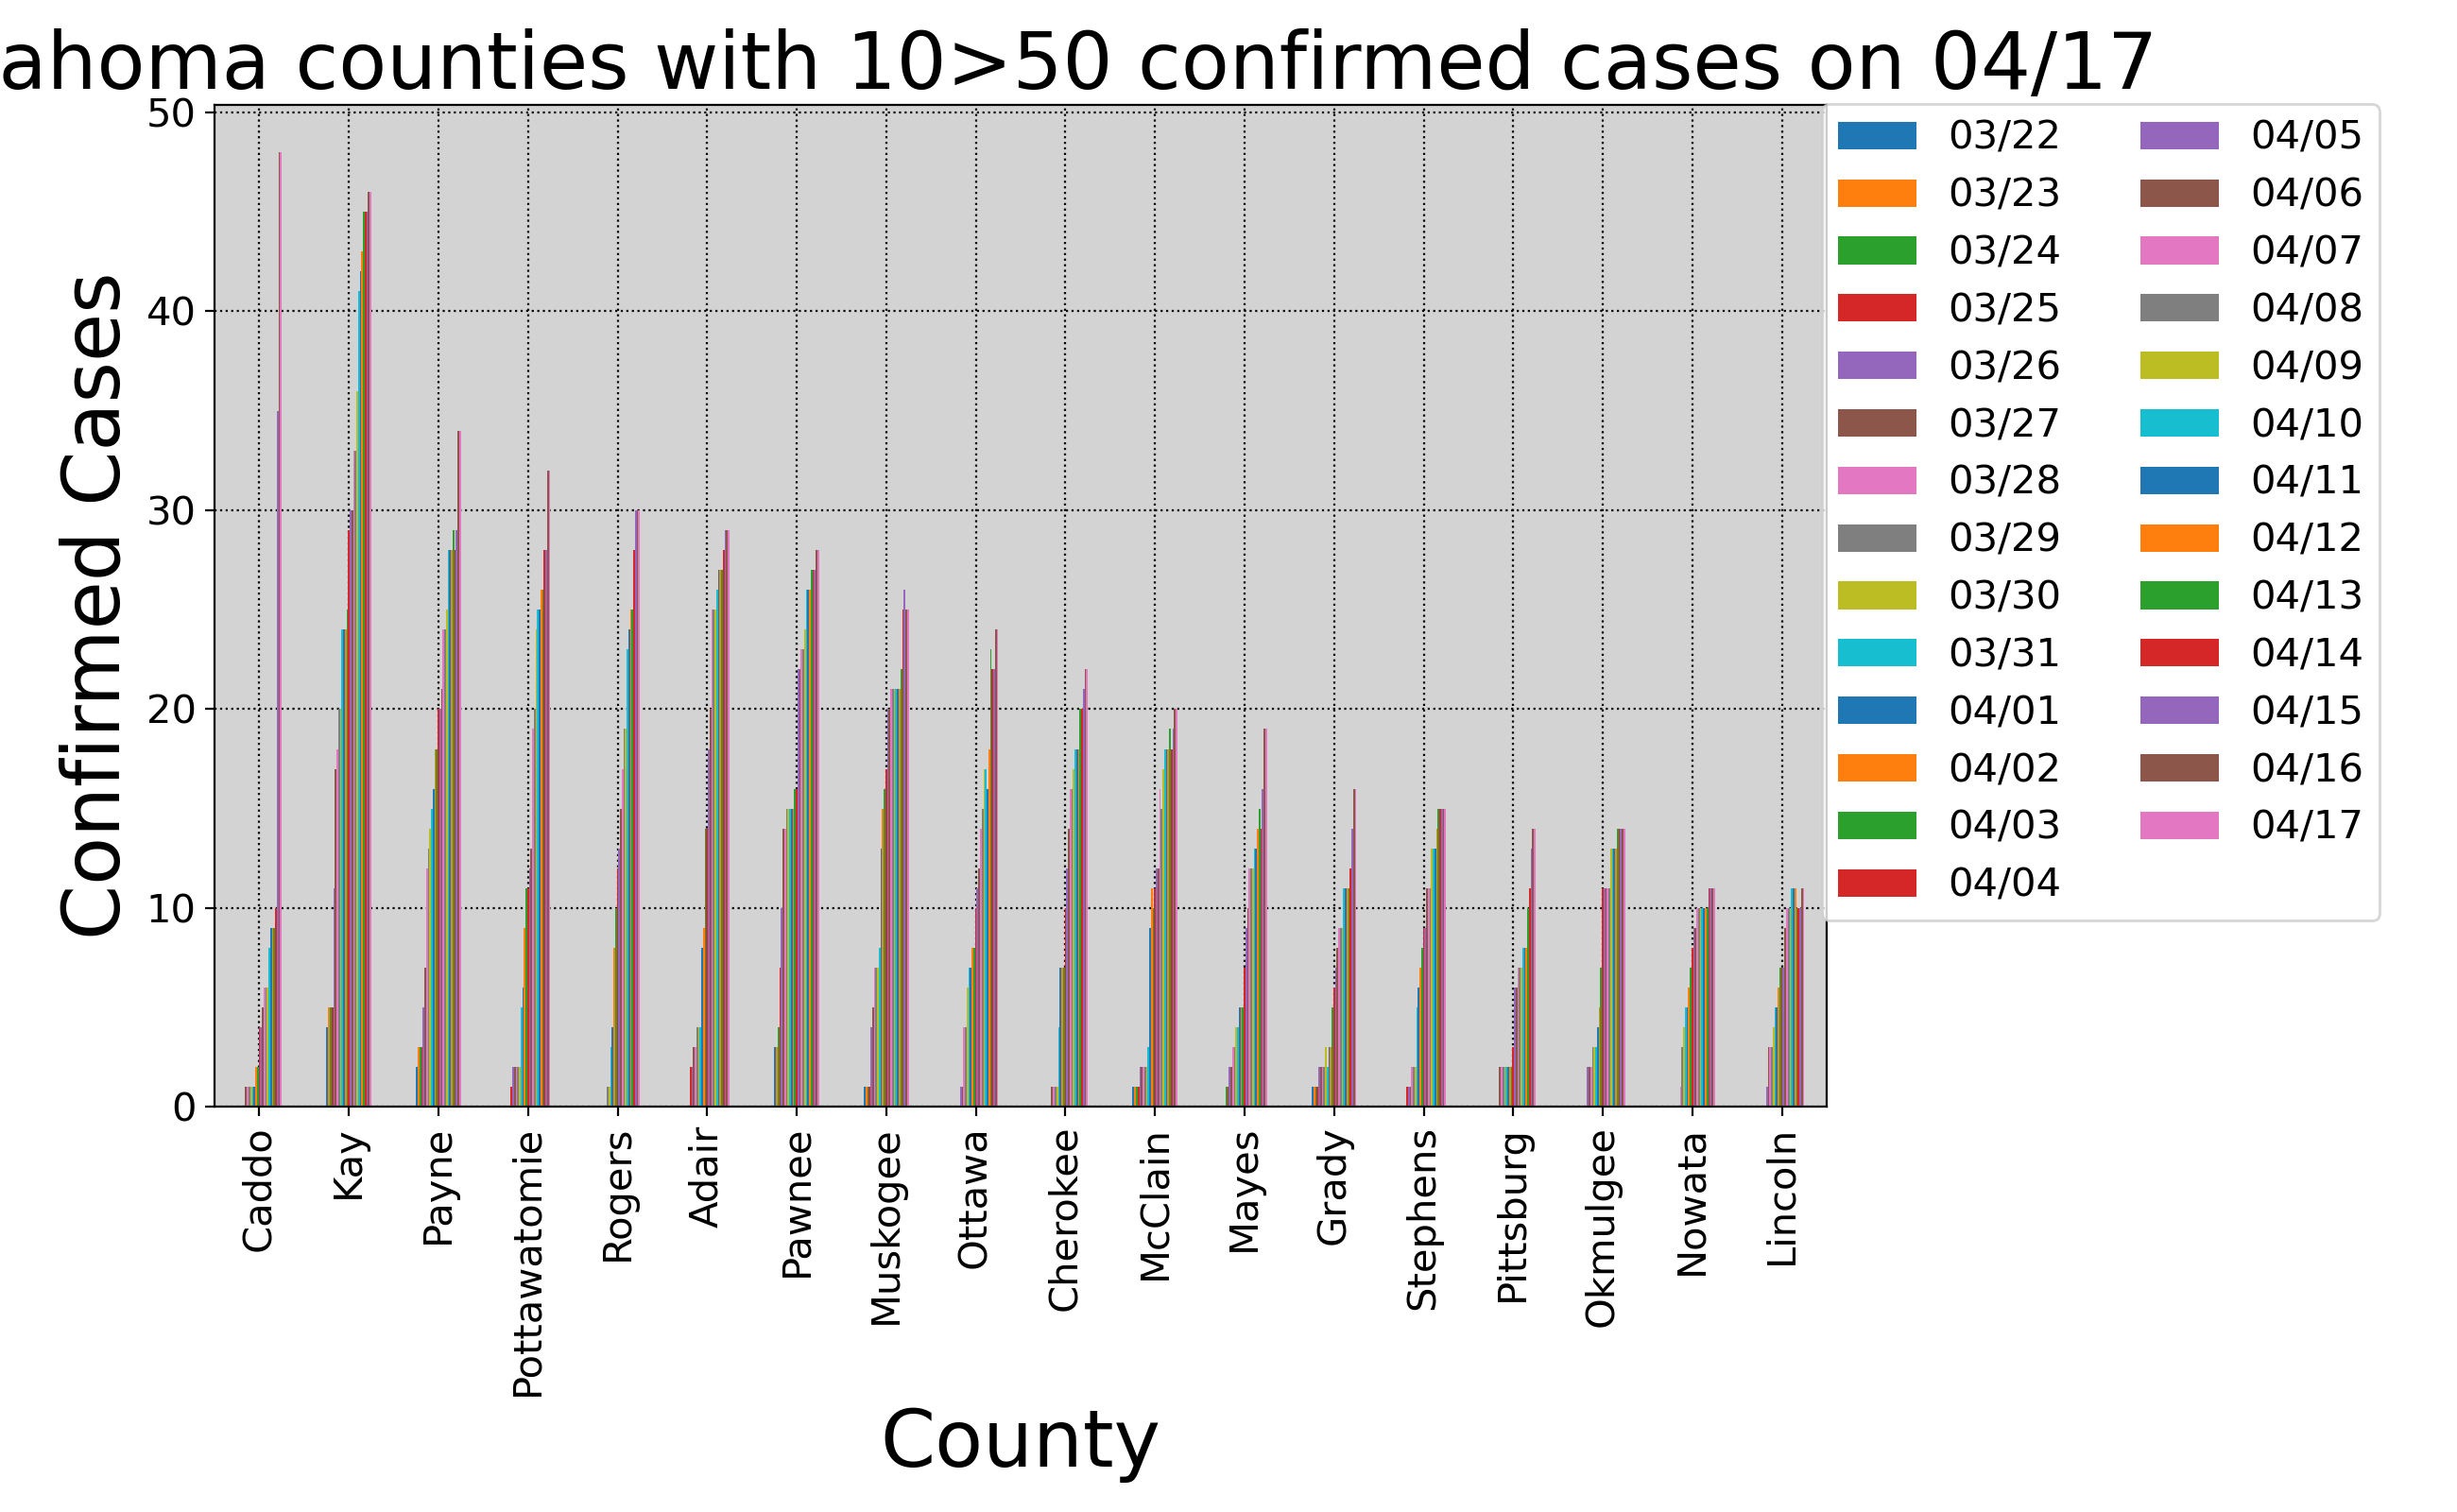 ahoma counties with 10>50 confirmed cases on 04/17
50
40
30
20
10
0
Confirmed Cases
03/22
03/23
03/24
03/25
03/26
03/27
03/28
03/29
03/30
03/31
04/01
04/02
04/03
04/04
04/05
04/06
04/07
04/08
04/09
04/10
04/11
04/12
04/13
04/14
04/15
04/16
04/17
Caddo
Kay
Payne
Pottawatomie
Rogers
Adair
Pawnee
Muskogee
Ottawa
Cherokee
McClain
Mayes
Grady
Stephens
Pittsburg
Okmulgee
Nowata
Lincoln
County